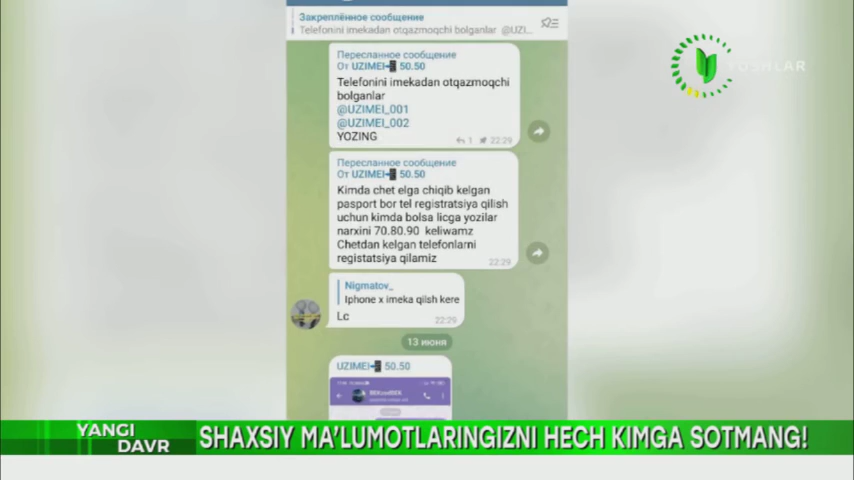 Закреплённое сообщение
Telefonini imekadan otqazmoqchi bolganlar @UZI...
YOSHLAR
Пересланное сообщение
От UZIMEI 50.50
Telefonini imekadan otqazmoqchi
bolganlar
@UZIMEI_001
@UZIMEI_002
YOZING
1 22:29
Пересланное сообщение
От UZIMEI 50.50
Kimda chet elga chiqib kelgan
pasport bor tel registratsiya qilish
uchun kimda bolsa licga yozilar
narxini 70.80.90 keliwamz
Chetdan kelgan telefonlarni
registatsiya qilamiz
22:29
Nigmatov_
Iphone x imeka qilsh kere
Lc
22:29
13 июня
UZIMEI 50.50
YANGI
DAVR
SHAXSIY MA’LUMOTLARINGIZNI HECH KIMGA SOTMANG!